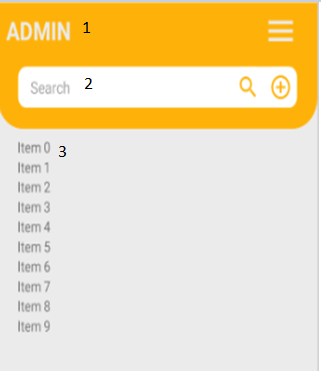 ADMIN 1
Search 2
Item 0 3
Item 1
Item 2
Item 3
Item 4
Item 5
Item 6
Item 7
Item 8
Item 9